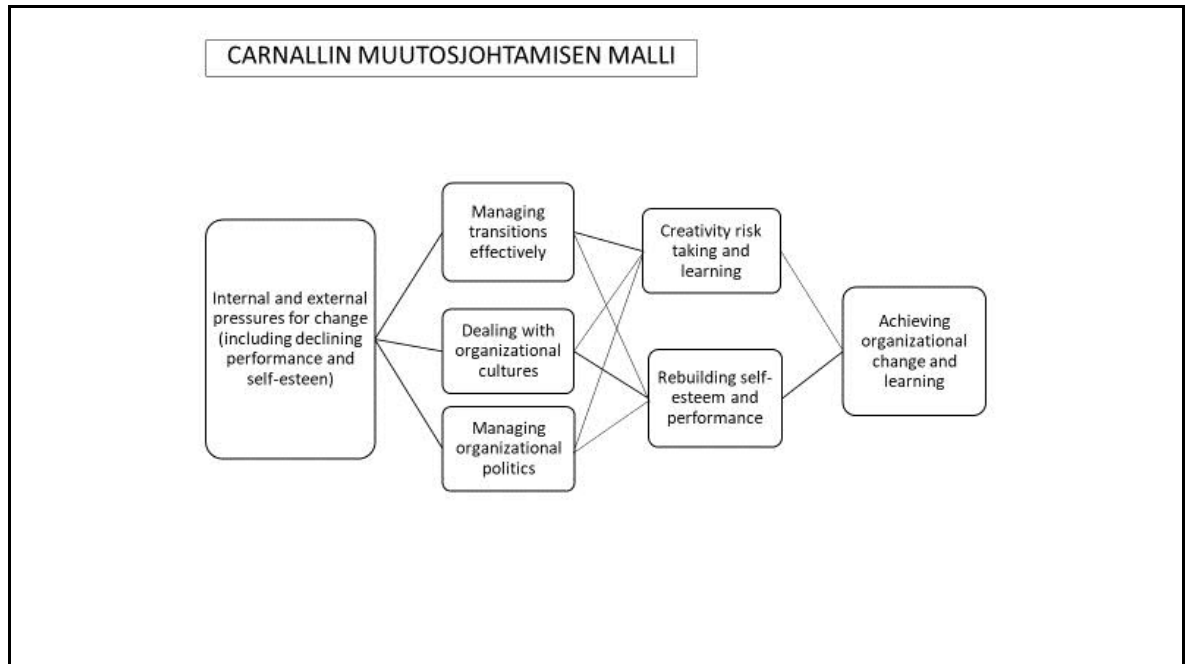 CARNALLIN MUUTOSJOHTAMISEN MALLI
Internal and external
pressures for change
(including declining
performance and
self-esteen)
Managing
transitions
effectively
Dealing with
organizational
cultures
Managing
organizational
politics
Creativity risk
taking and
learning
Rebuilding self-
esteem and
performance
Achieving
organizational
change and
learning